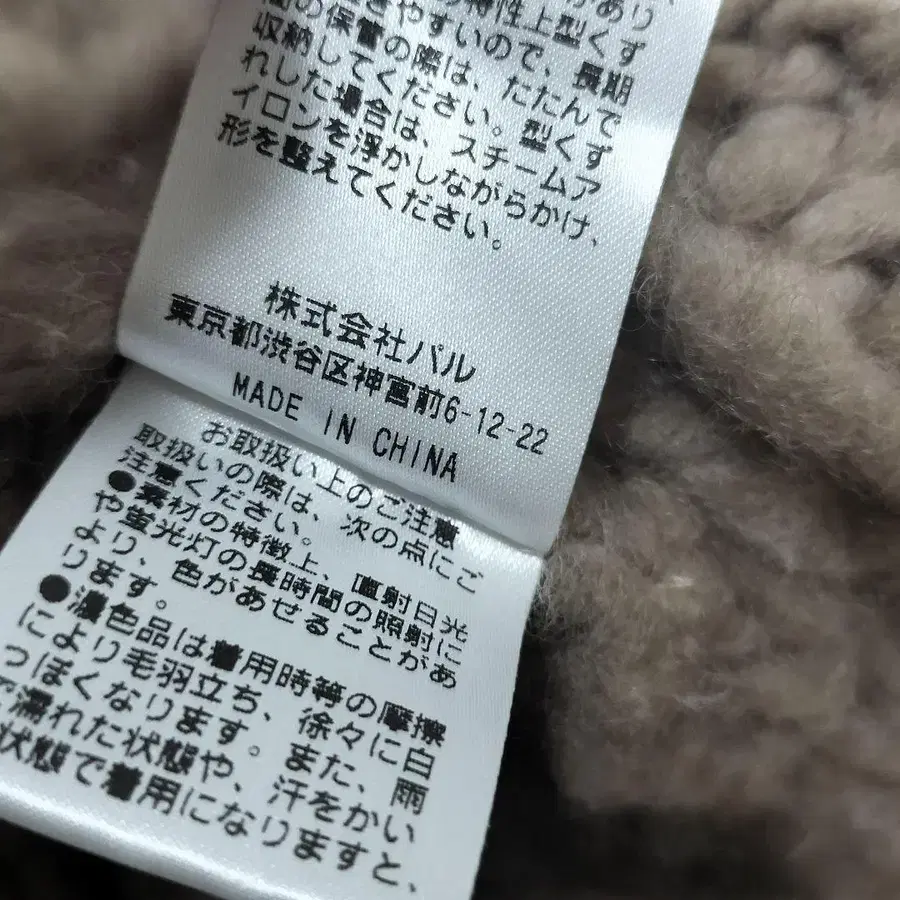 があり
の特性上型くず
きやすいので、長期
間の保管の際は、たたんで
収納してください。型くず
れした場合は、スチームア
イロンを浮かしながらかけ、
形を整えてください。
株式会社パル
東京都渋谷区神宮前6-12-22
MADE IN CHINA
お取扱い上のご注意
取扱いの際は、次の点にご
注意ください。
●素材の特徴上、直射日光
や蛍光灯の長時間の照射に
より、色があせることがあ
ります。
●濃色品は着用時等の摩擦
により毛羽立ち、徐々に白
っぽくなります。また、雨
濡れた状態や、汗をかい
状態で着用になりますと、